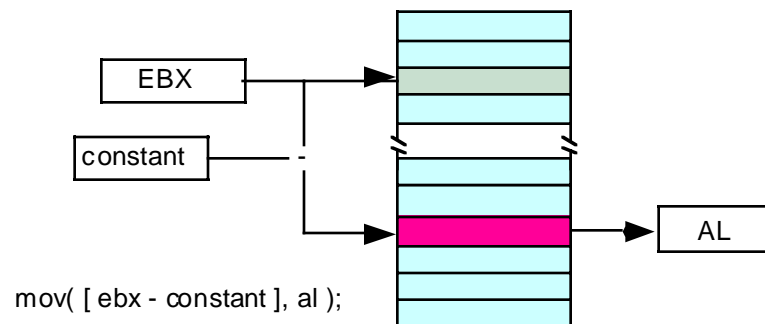 EBX
constant
-
AL
mov( [ ebx - constant ], al );